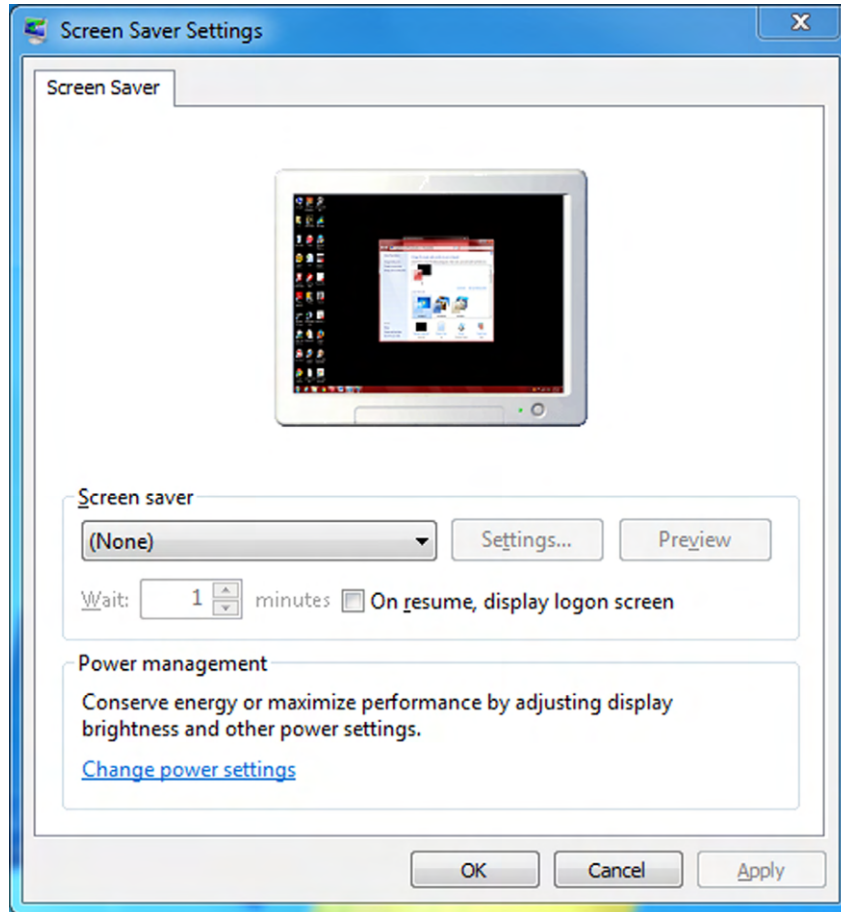 Screen Saver Settings
Screen Saver
Screen saver
(None)
Settings...
Preview
Wait:
1
minutes
On resume, display logon screen
Power management
Conserve energy or maximize performance by adjusting display
brightness and other power settings.
Change power settings
OK
Cancel
Apply